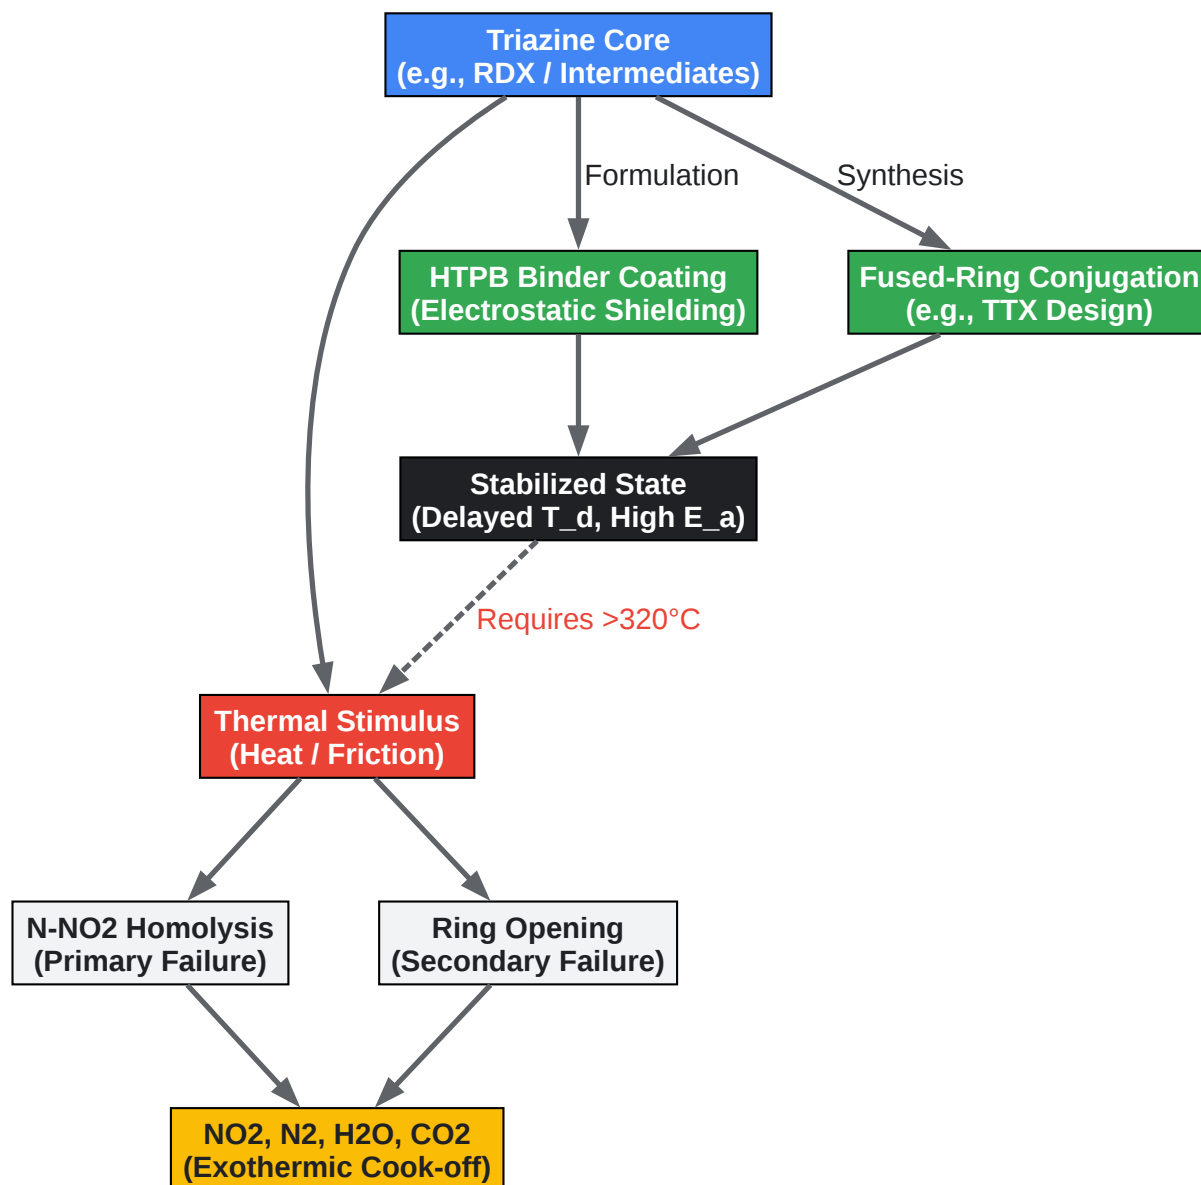 Triazine Core
(e.g., RDX / Intermediates)
Formulation
Synthesis
HTPB Binder Coating
(Electrostatic Shielding)
Fused-Ring Conjugation
(e.g., TTX Design)
Stabilized State
(Delayed T_d, High E_a)
Requires >320°C
Thermal Stimulus
(Heat / Friction)
N-NO2 Homolysis
(Primary Failure)
Ring Opening
(Secondary Failure)
NO2, N2, H2O, CO2
(Exothermic Cook-off)